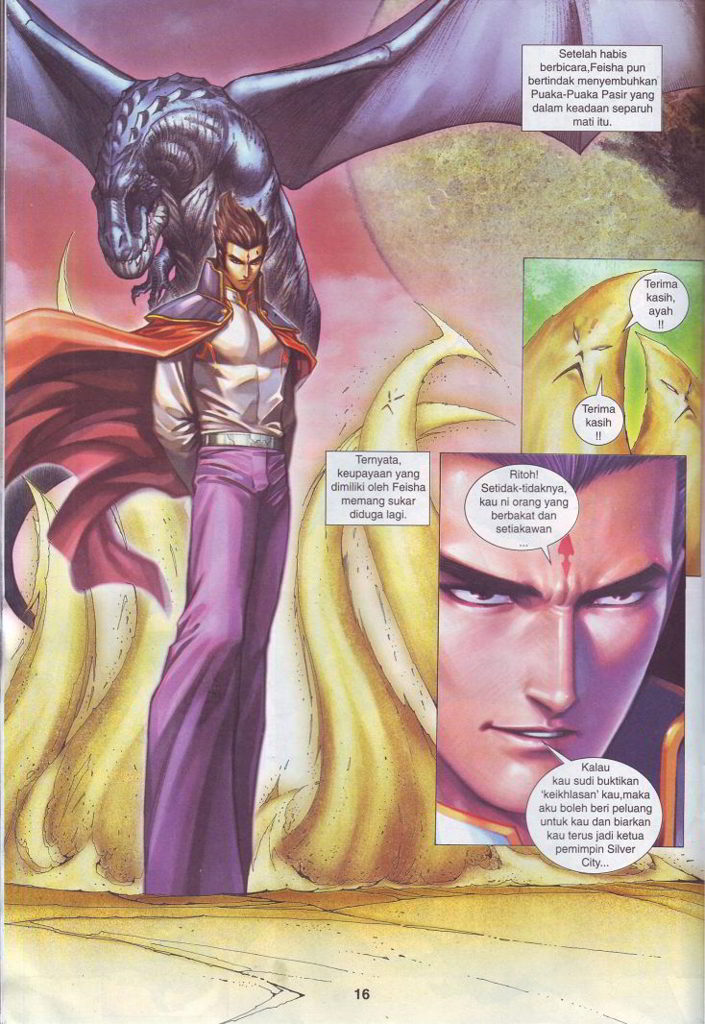 Setelah habis
berbicara,Feisha pun
bertindak menyembuhkan
Puaka-Puaka Pasir yang
dalam keadaan separuh
mati itu.
Terima
kasih,
ayah
!!
Terima
kasih
!!
Ternyata,
keupayaan yang
dimiliki oleh Feisha
memang sukar
diduga lagi.
Ritoh!
Setidak-tidaknya,
kau ni orang yang
berbakat dan
setiakawan
...
Kalau
kau sudi buktikan
'keikhlasan' kau,maka
aku boleh beri peluang
untuk kau dan biarkan
kau terus jadi ketua
pemimpin Silver
City...
16